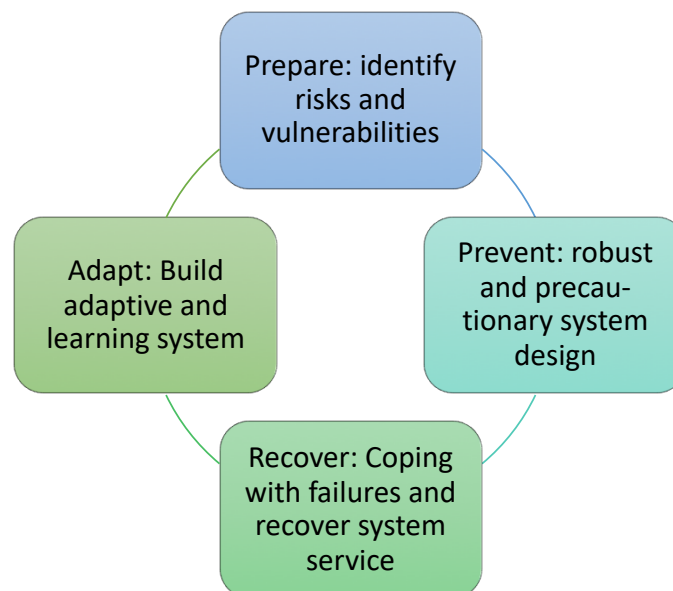 Prepare: identify
risks and
vulnerabilities
Prevent: robust
and precau-
tionary system
design
Recover: Coping
with failures and
recover system
service
Adapt: Build
adaptive and
learning system